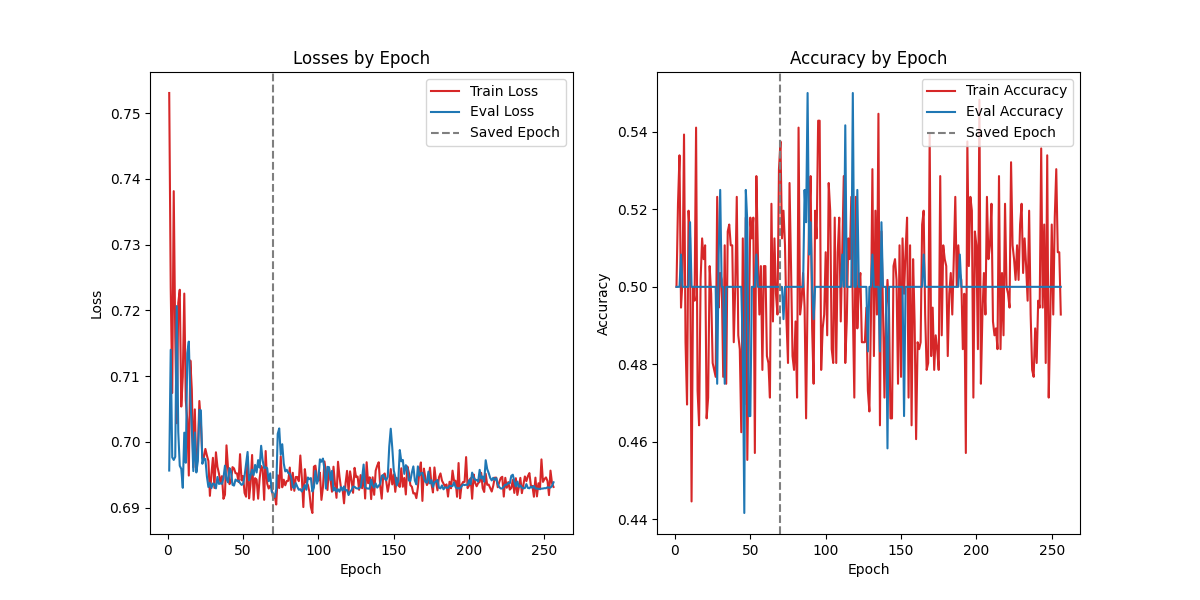 Losses by Epoch
Train Loss
Eval Loss
Saved Epoch
0.75
0.74
0.73
0.72
0.71
0.70
0.69
Loss
0
50
100
150
200
250
Epoch
Accuracy by Epoch
Train Accuracy
Eval Accuracy
Saved Epoch
0.54
0.52
0.50
0.48
0.46
0.44
Accuracy
0
50
100
150
200
250
Epoch